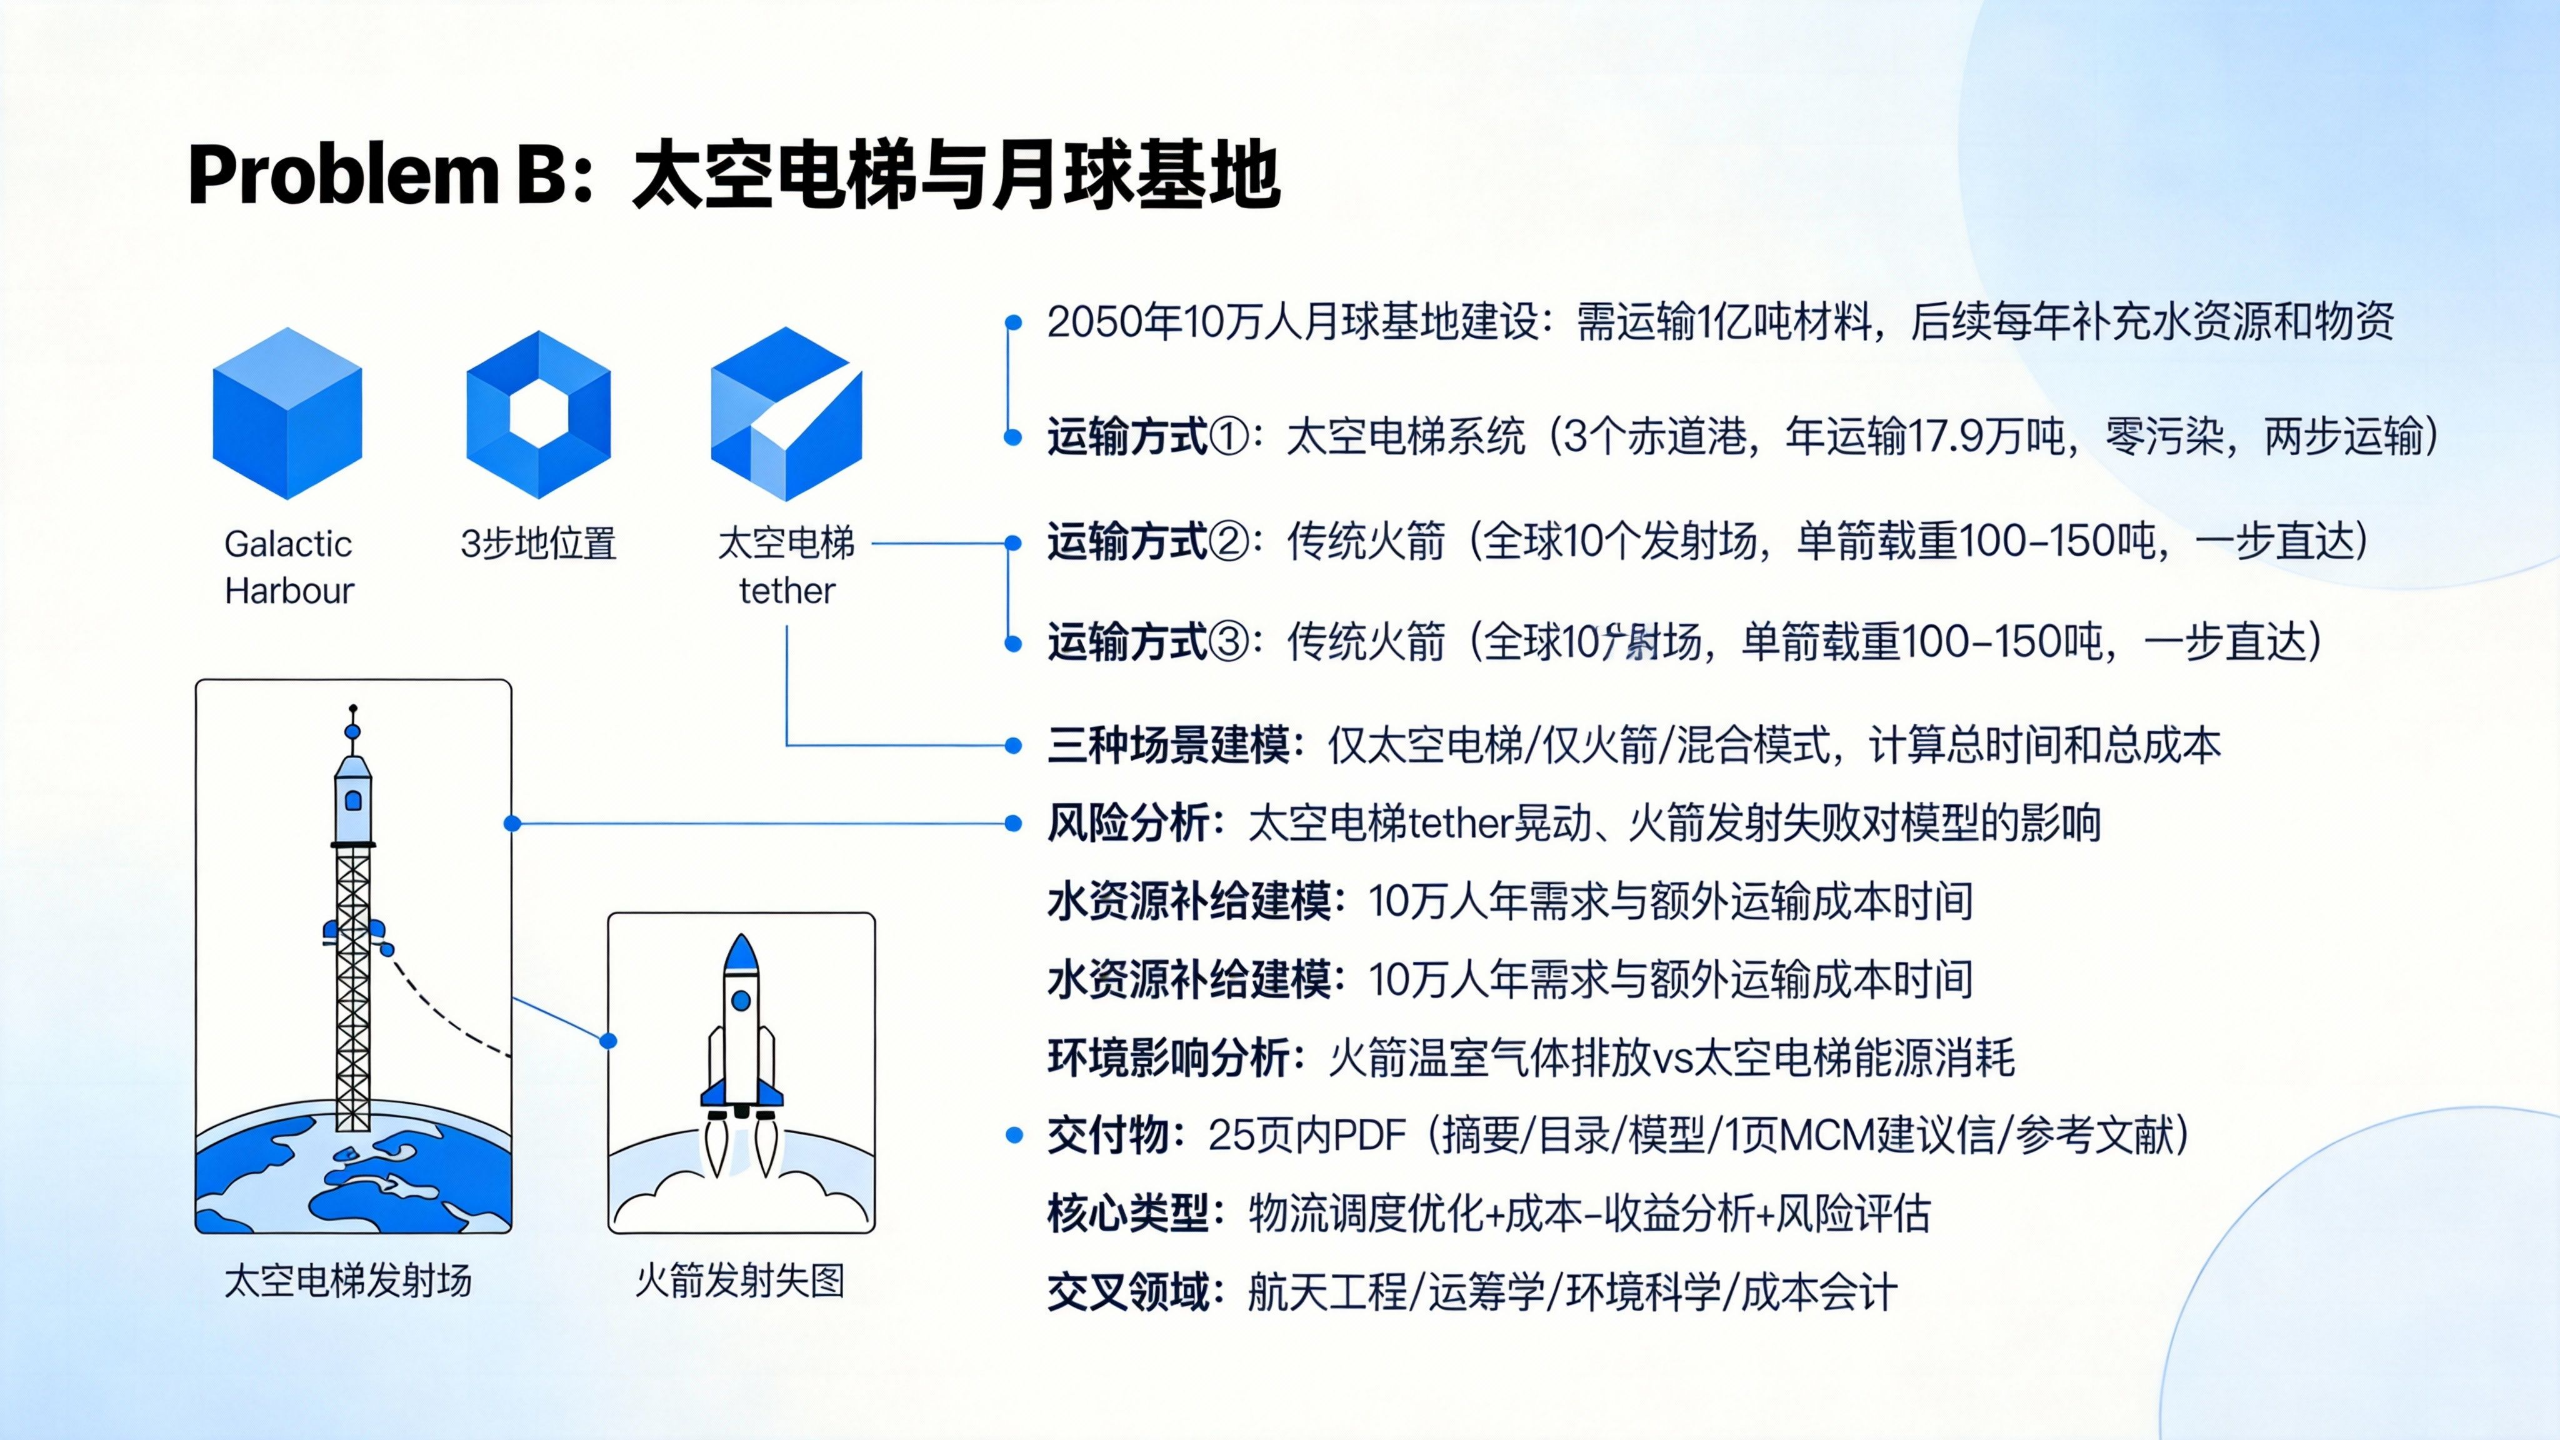 Problem B：太空电梯与月球基地
Galactic
Harbour
3步地位置
太空电梯
tether
2050年10万人月球基地建设：需运输1亿吨材料，后续每年补充水资源和物资
运输方式①：太空电梯系统（3个赤道港，年运输17.9万吨，零污染，两步运输）
运输方式②：传统火箭（全球10个发射场，单箭载重100-150吨，一步直达）
运输方式③：传统火箭（全球10场，单箭载重100-150吨，一步直达）
三种场景建模：仅太空电梯/仅火箭/混合模式，计算总时间和总成本
风险分析：太空电梯tether晃动、火箭发射失败对模型的影响
水资源补给建模：10万人年需求与额外运输成本时间
水资源补给建模：10万人年需求与额外运输成本时间
环境影响分析：火箭温室气体排放vs太空电梯能源消耗
交付物：25页内PDF（摘要/目录/模型/1页MCM建议信/参考文献）
核心类型：物流调度优化+成本-收益分析+风险评估
交叉领域：航天工程/运筹学/环境科学/成本会计
太空电梯发射场
火箭发射失图